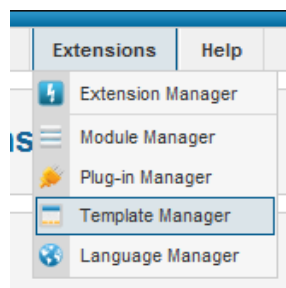 Extensions Help
Extension Manager
Module Manager
Plug-in Manager
Template Manager
Language Manager